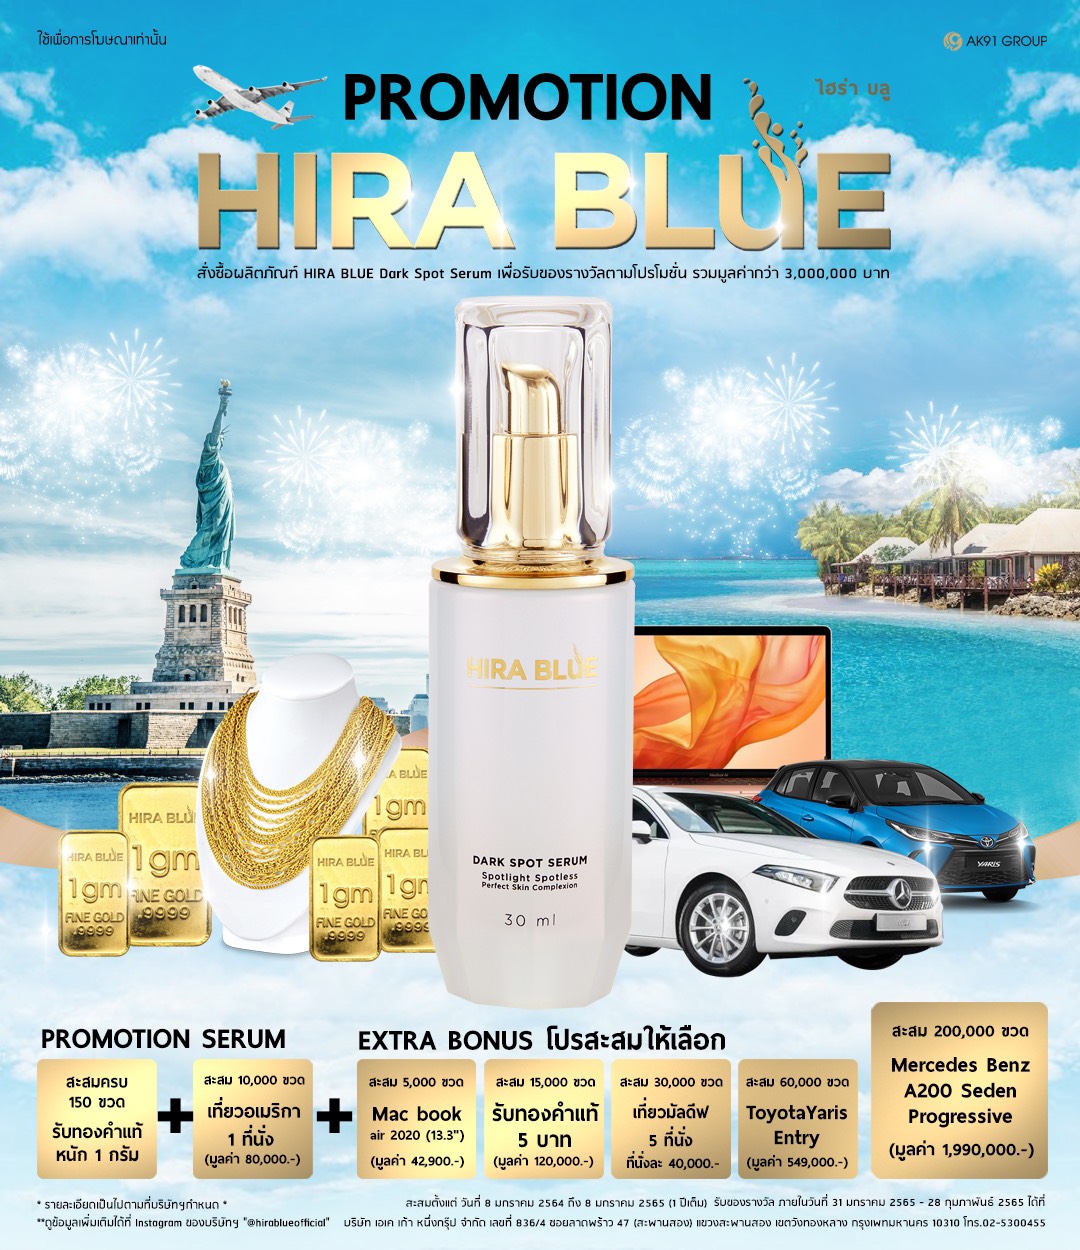 ใช้เพื่อการโฆษณาเท่านั้น
AK91 GROUP
PROMOTION
ไฮร่า บลู
HIRA BLUE
สั่งซื้อผลิตภัณฑ์ HIRA BLUE Dark Spot Serum เพื่อรับของรางวัลตามโปรโมชั่น รวมมูลค่ากว่า 3,000,000 บาท
HIRA BLUE
DARK SPOT SERUM
Spotlight Spotless
Perfect Skin Complexion
30 ml
HIRA BLUE
1gm
FINE GOLD
9999
HIRA BLU
1gm
FINE GOLD
9999
HIRA BLUE
1gm
FINE GOLD
9999
A BLUE
1gm
HIRA BL
1g
FINE GO
9999
MacBook Air
YARIS
PROMOTION SERUM
สะสมครบ
150 ขวด
รับทองคำแท้
หนัก 1 กรัม
+
สะสม 10,000 ขวด
เที่ยวอเมริกา
1 ที่นั่ง
(มูลค่า 80,000.-)
+
EXTRA BONUS โปรสะสมให้เลือก
สะสม 5,000 ขวด
Mac book
air 2020 (13.3")
(มูลค่า 42,900.-)
สะสม 15,000 ขวด
รับทองคำแท้
5 บาท
(มูลค่า 120,000.-)
สะสม 30,000 ขวด
เที่ยวมัลดีฟ
5 ที่นั่ง
ที่นั่งละ 40,000.-
สะสม 60,000 ขวด
ToyotaYaris
Entry
(มูลค่า 549,000.-)
สะสม 200,000 ขวด
Mercedes Benz
A200 Seden
Progressive
(มูลค่า 1,990,000.-)
* รายละเอียดเป็นไปตามที่บริษัทฯกำหนด *
**ดูข้อมูลเพิ่มเติมได้ที่ Instagram ของบริษัทฯ "@hirablueofficial"
สะสมตั้งแต่ วันที่ 8 มกราคม 2564 ถึง 8 มกราคม 2565 (1 ปีเต็ม) รับของรางวัล ภายในวันที่ 31 มกราคม 2565 - 28 กุมภาพันธ์ 2565 ได้ที่
บริษัท เอเค เก้า หนึ่งกรุ๊ป จำกัด เลขที่ 836/4 ซอยลาดพร้าว 47 (สะพานสอง) แขวงสะพานสอง เขตวังทองหลาง กรุงเทพมหานคร 10310 โทร.02-5300455